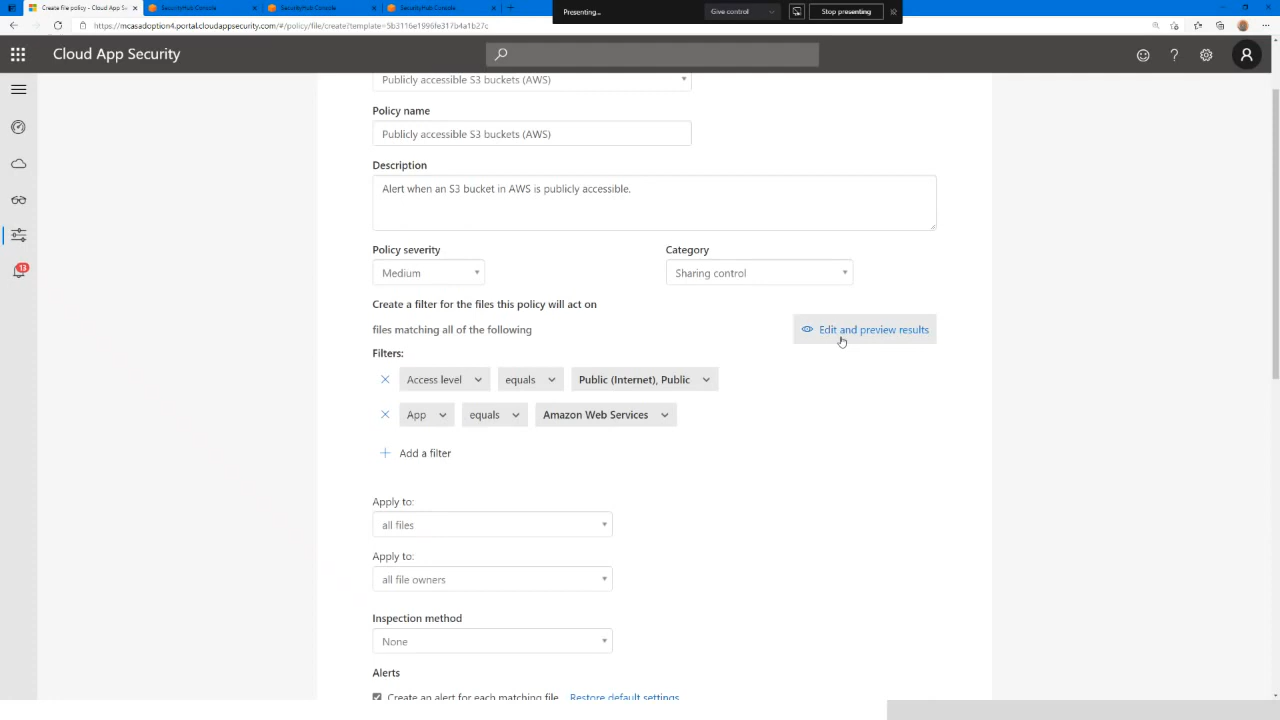 Create file policy - Cloud App S
SecurityHub Console
SecurityHub Console
SecurityHub Console
Presenting...
Give control
Stop presenting
https://mcasadoption4.portal.cloudappsecurity.com/#/policy/file/create?template=5b3116e1996fe317b4a1b27c
Cloud App Security
Publicly accessible S3 buckets (AWS)
Policy name
Publicly accessible S3 buckets (AWS)
Description
Alert when an S3 bucket in AWS is publicly accessible.
Policy severity
Category
Medium
Sharing control
Create a filter for the files this policy will act on
files matching all of the following
Edit and preview results
Filters:
Access level
equals
Public (Internet), Public
App
equals
Amazon Web Services
Add a filter
Apply to:
all files
Apply to:
all file owners
Inspection method
None
Alerts
Create an alert for each matching file
Restore default settings